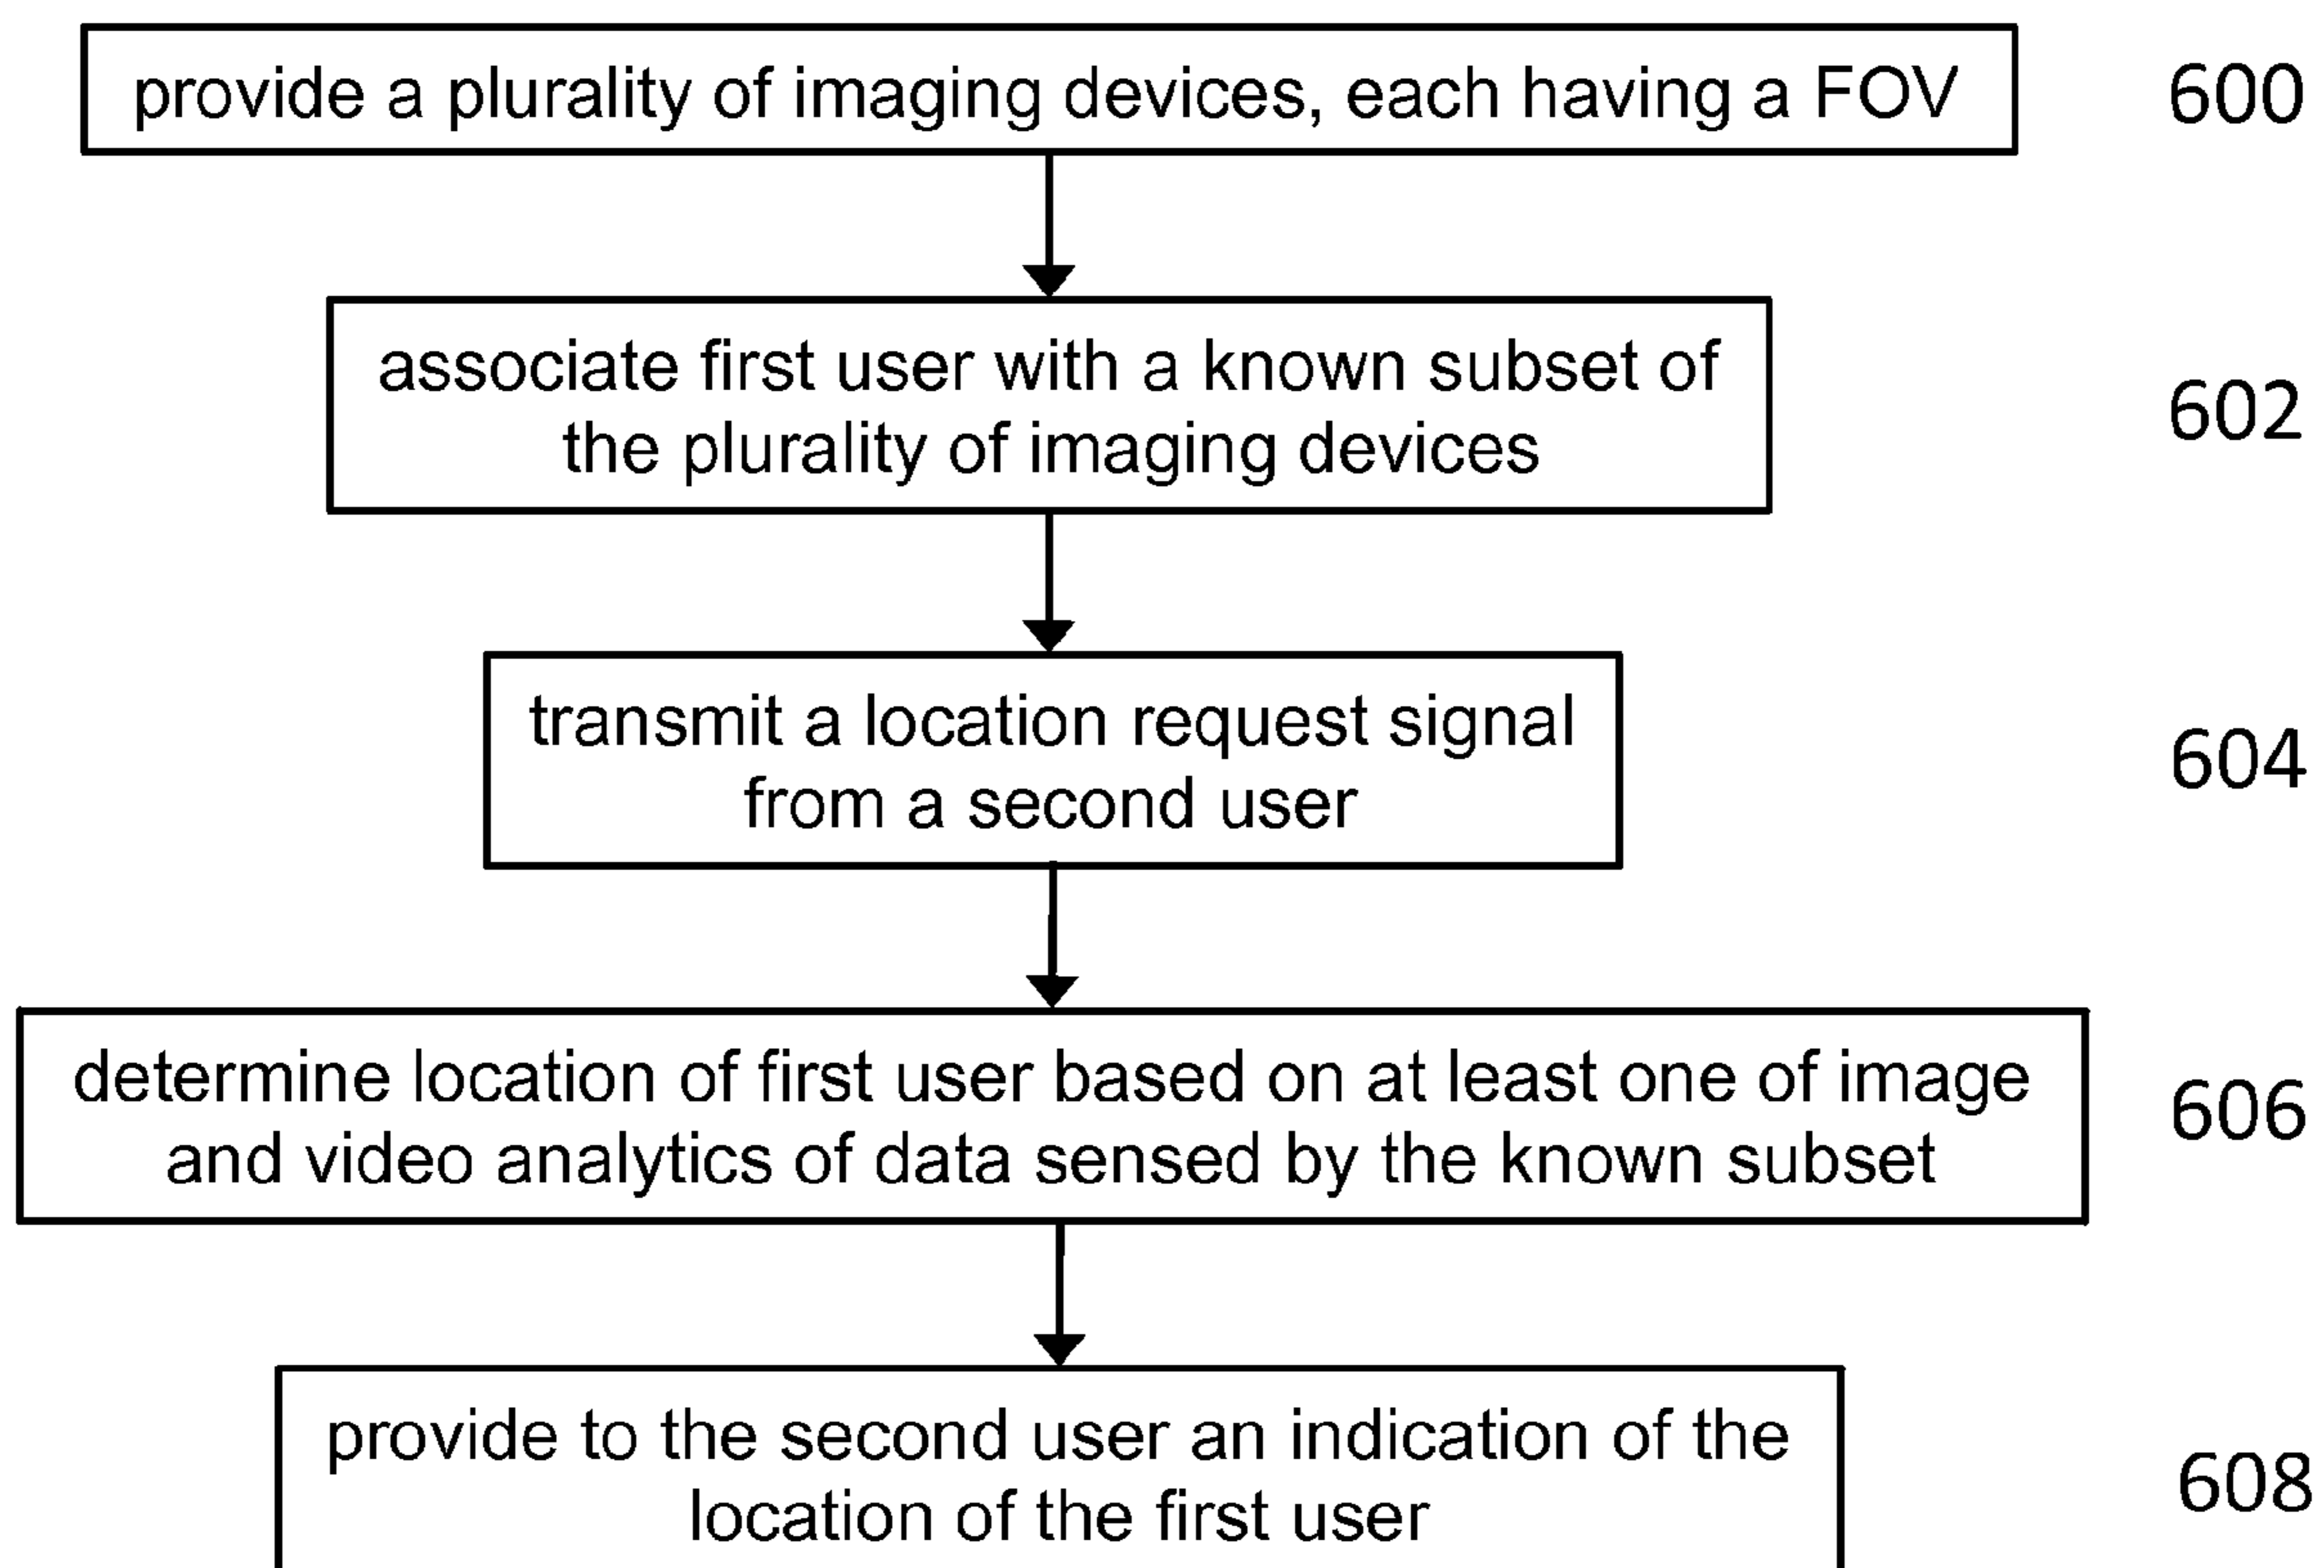 provide a plurality of imaging devices, each having a FOV
600
associate first user with a known subset of
the plurality of imaging devices
602
transmit a location request signal
from a second user
604
determine location of first user based on at least one of image
and video analytics of data sensed by the known subset
606
provide to the second user an indication of the
location of the first user
608